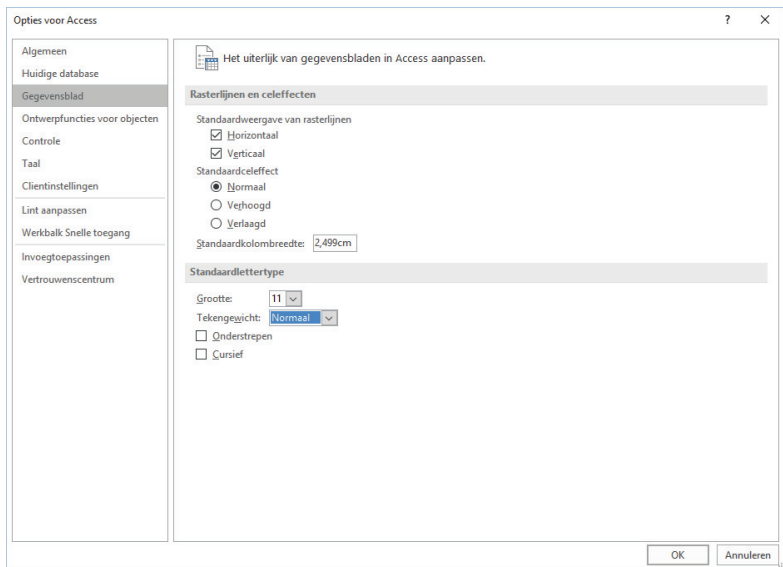 Opties voor Access
?
Algemeen
Huidige database
Gegevensblad
Ontwerpfuncties voor objecten
Controle
Taal
Clientinstellingen
Lint aanpassen
Werkbalk Snelle toegang
Invoegtoepassingen
Vertrouwenscentrum
Het uiterlijk van gegevensbladen in Access aanpassen.
Rasterlijnen en celeffecten
Standaardweergave van rasterlijnen
Horizontaal
Verticaal
Standaardceleffect
Normaal
Verhoogd
Verlaagd
Standaardkolombreedte: 2,499cm
Standaardlettertype
Grootte: 11
Tekengewicht: Normaal
Onderstrepen
Cursief
OK Annuleren